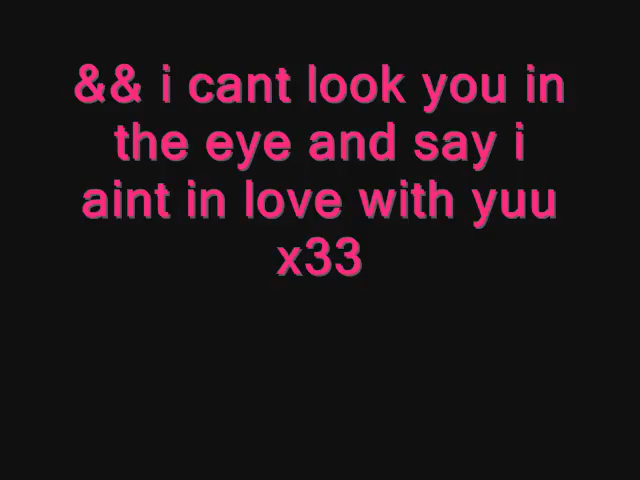 && i cant look you in
the eye and say i
aint in love with yuu
x33